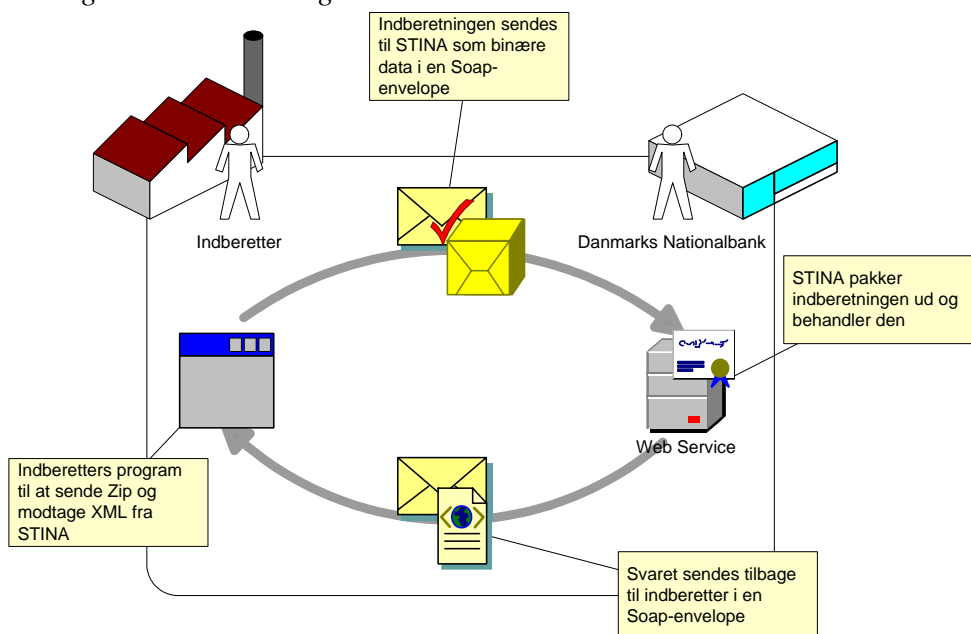 Indberetningen sendes
til STINA som binære
data i en Soap-
envelope
Indberetter
Danmarks Nationalbank
STINA pakker
indberetningen ud og
behandler den
Web Service
Indberetters program
til at sende Zip og
modtage XML fra
STINA
Svaret sendes tilbage
til indberetter i en
Soap-envelope